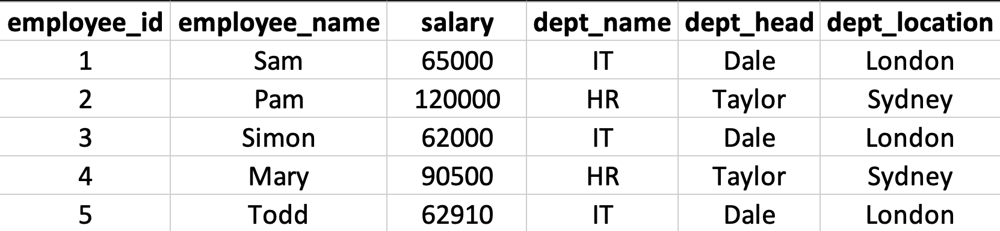 employee_id employee_name salary dept_name dept_head dept_location
1 Sam 65000 IT Dale London
2 Pam 120000 HR Taylor Sydney
3 Simon 62000 IT Dale London
4 Mary 90500 HR Taylor Sydney
5 Todd 62910 IT Dale London